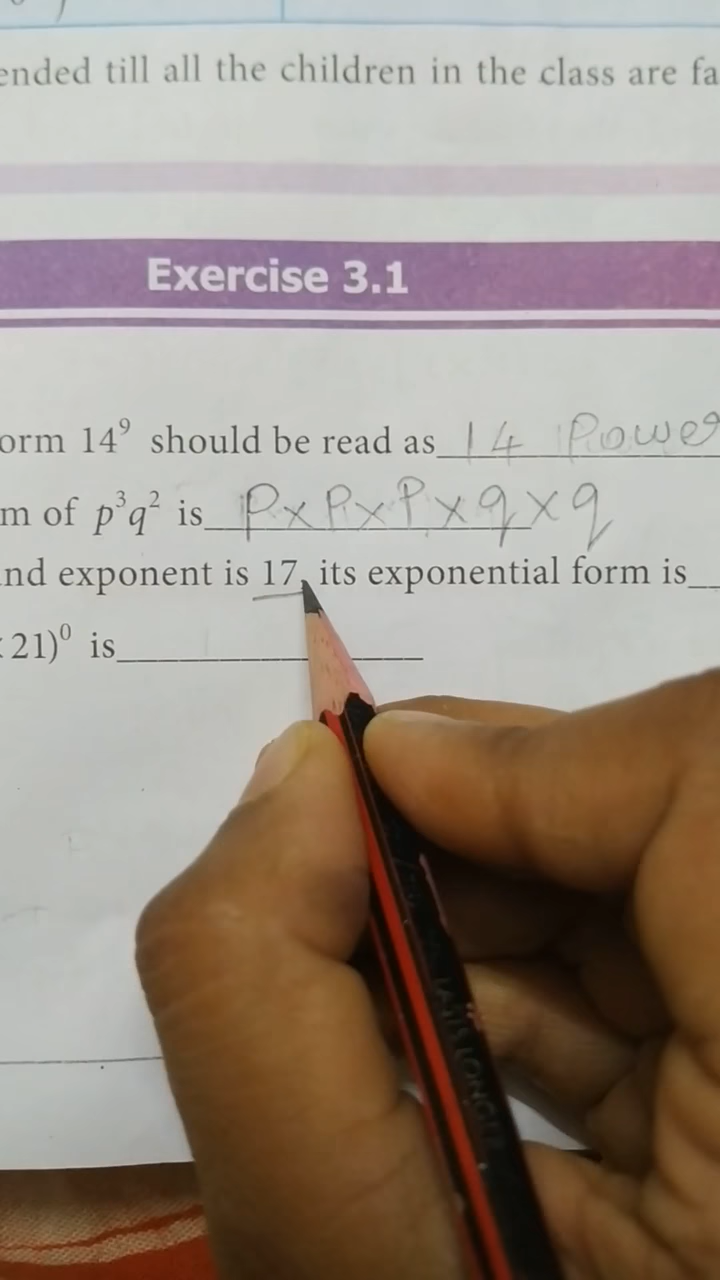 ended till all the children in the class are fa
Exercise 3.1
orm 14⁹ should be read as 14 Power
m of p³q² is P×P×P×q×q
nd exponent is 17, its exponential form is
21)⁰ is